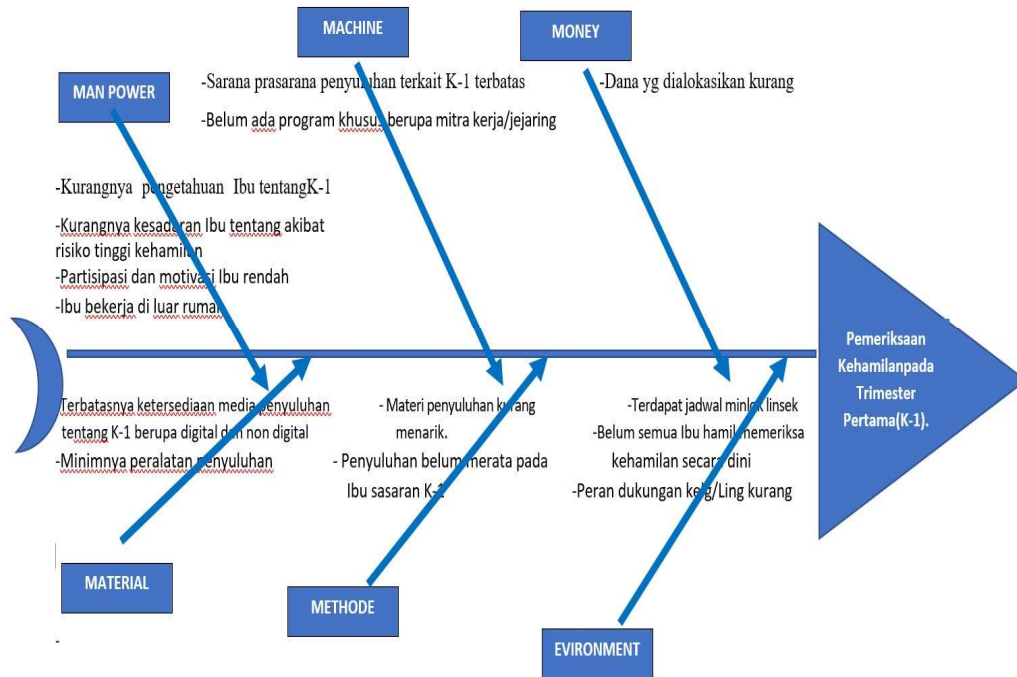 MACHINE
MONEY
MAN POWER
-Sarana prasarana penyuluhan terkait K-1 terbatas
-Belum ada program khusus berupa mitra kerja/jejaring
-Dana yg dialokasikan kurang
-Kurangnya pengetahuan Ibu tentangK-1
-Kurangnya kesadaran Ibu tentang akibat
risiko tinggi kehamilan
-Partisipasi dan motivasi Ibu rendah
-Ibu bekerja di luar rumah
Pemeriksaan
Kehamilanpada
Trimester
Pertama(K-1).
Terbatasnya ketersediaan media penyuluhan
tentang K-1 berupa digital dan non digital
-Minimnya peralatan penyuluhan
- Materi penyuluhan kurang
menarik.
- Penyuluhan belum merata pada
Ibu sasaran K-1
-Terdapat jadwal minlok linsek
-Belum semua Ibu hamil memeriksa
kehamilan secara dini
-Peran dukungan kelg/Ling kurang
MATERIAL
METHODE
EVIRONMENT
-